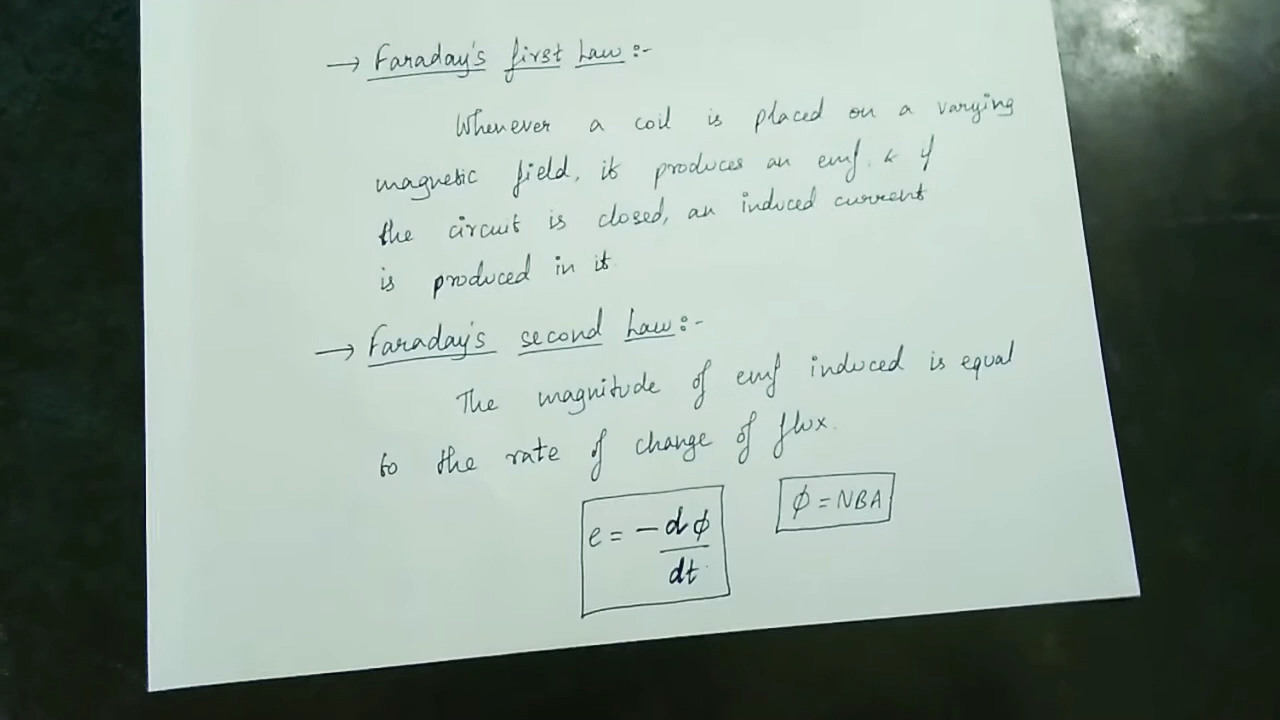 → Faraday's first Law :-
Whenever a coil is placed on a varying
magnetic field, it produces an emf. & if
the circuit is closed, an induced current
is produced in it
→ Faraday's second Law :-
The magnitude of emf induced is equal
to the rate of change of flux.
e = -dϕ/dt
ϕ = NBA